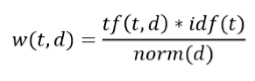 w(t,d) = tf(t,d) * idf(t) / norm(d)